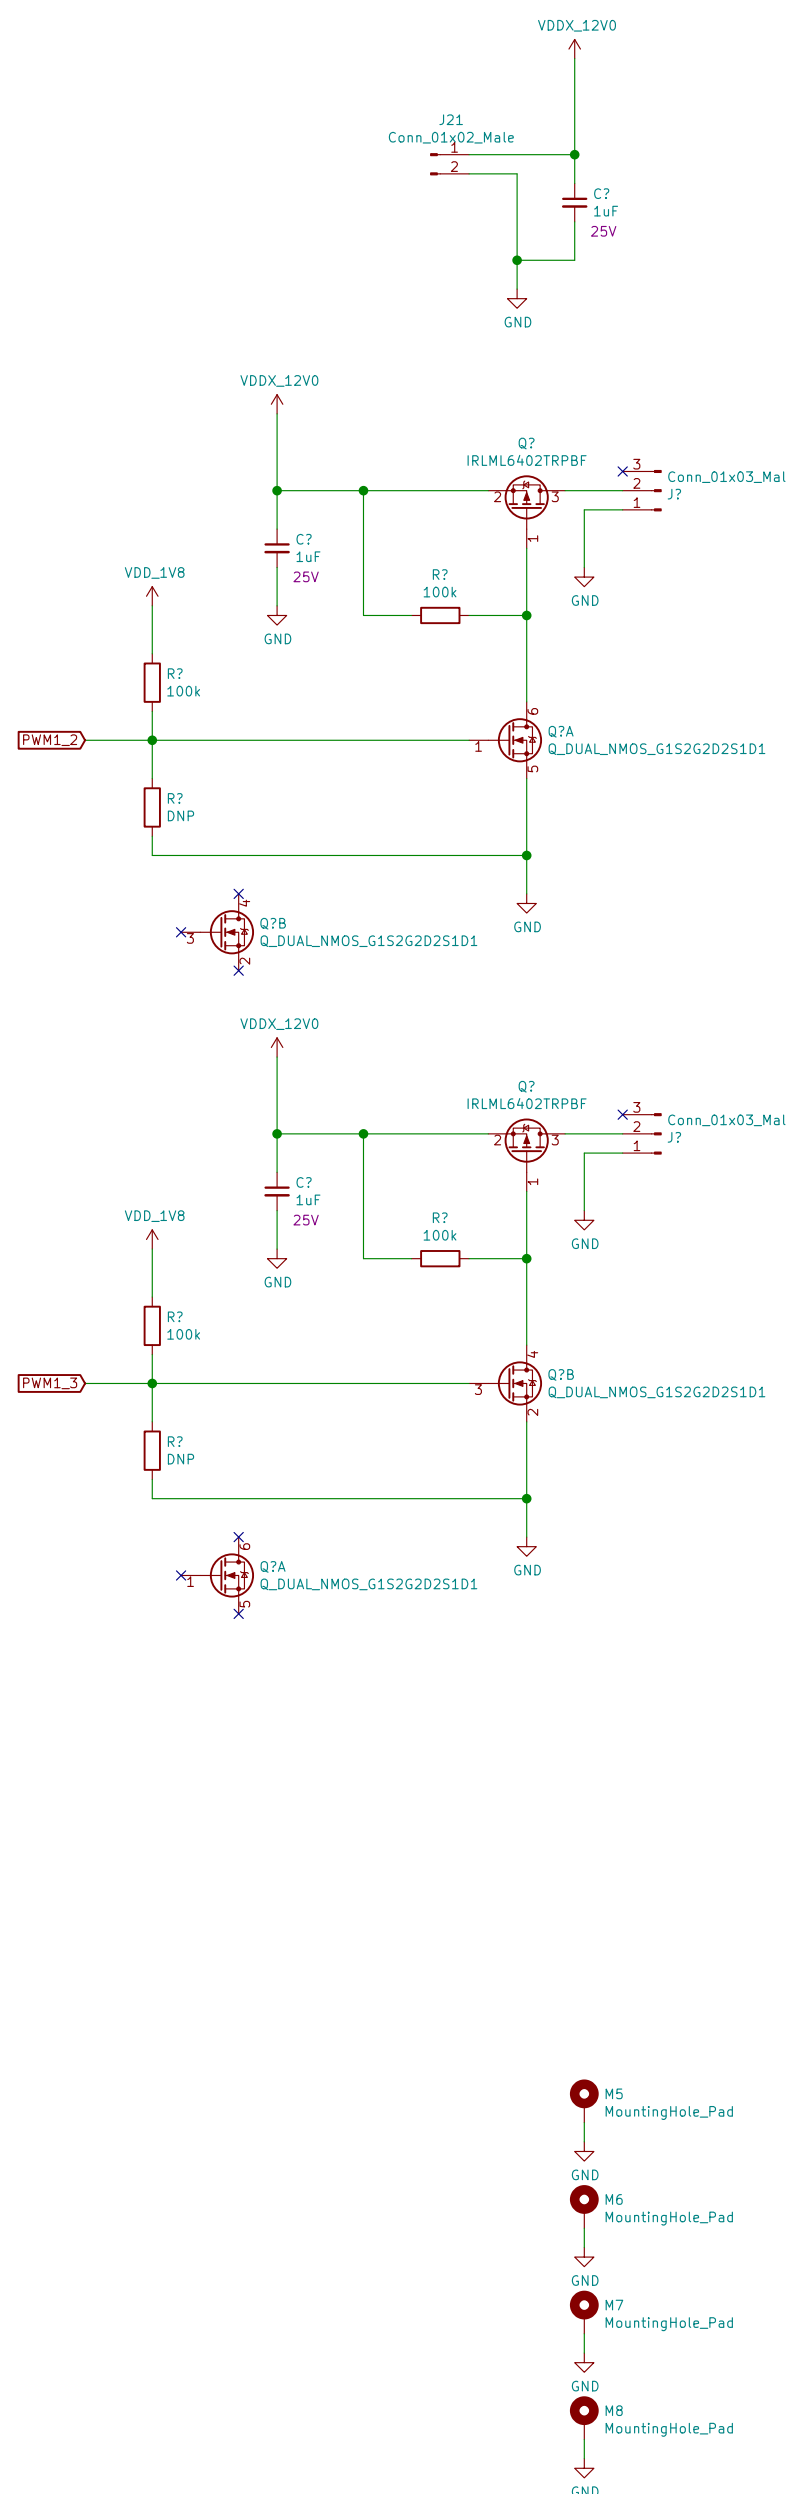 VDDX_12V0
J21
Conn_01x02_Male
1
2
C?
1uF
25V
GND
VDDX_12V0
Q?
IRLML6402TRPBF
2
3
1
3
2
1
Conn_01x03_Mal
J?
C?
1uF
25V
GND
GND
VDD_1V8
R?
100k
R?
100k
PWM1_2
1
6
5
Q?A
Q_DUAL_NMOS_G1S2G2D2S1D1
R?
DNP
GND
3
4
2
Q?B
Q_DUAL_NMOS_G1S2G2D2S1D1
VDDX_12V0
Q?
IRLML6402TRPBF
2
3
1
3
2
1
Conn_01x03_Mal
J?
C?
1uF
25V
GND
GND
VDD_1V8
R?
100k
R?
100k
PWM1_3
3
4
2
Q?B
Q_DUAL_NMOS_G1S2G2D2S1D1
R?
DNP
GND
1
6
5
Q?A
Q_DUAL_NMOS_G1S2G2D2S1D1
M5
MountingHole_Pad
GND
M6
MountingHole_Pad
GND
M7
MountingHole_Pad
GND
M8
MountingHole_Pad
GND